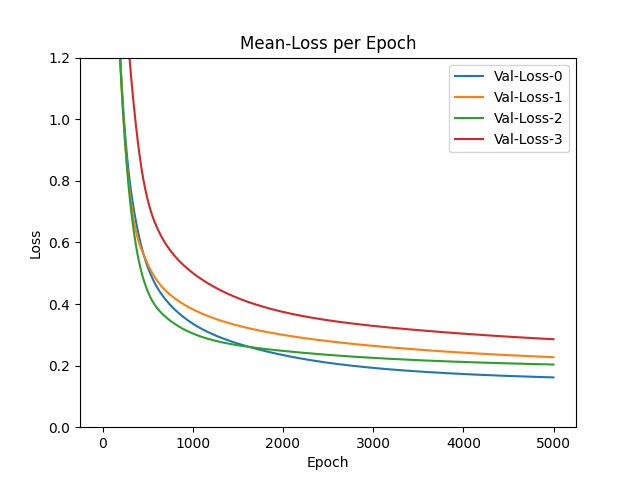 Mean-Loss per Epoch
1.2
1.0
0.8
0.6
0.4
0.2
0.0
Loss
Val-Loss-0
Val-Loss-1
Val-Loss-2
Val-Loss-3
0 1000 2000 3000 4000 5000
Epoch